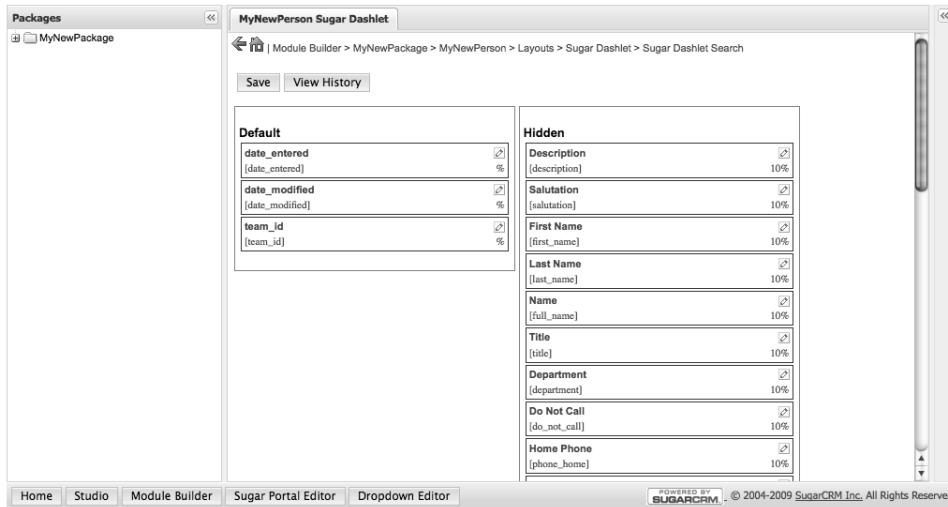 Packages
MyNewPackage
MyNewPerson Sugar Dashlet
| Module Builder > MyNewPackage > MyNewPerson > Layouts > Sugar Dashlet > Sugar Dashlet Search
Save View History
Default
date_entered
[date_entered] %
date_modified
[date_modified] %
team_id
[team_id] %
Hidden
Description
[description] 10%
Salutation
[salutation] 10%
First Name
[first_name] 10%
Last Name
[last_name] 10%
Name
[full_name] 10%
Title
[title] 10%
Department
[department] 10%
Do Not Call
[do_not_call] 10%
Home Phone
[phone_home] 10%
Home Studio Module Builder Sugar Portal Editor Dropdown Editor
POWERED BY
SUGARCRM. © 2004-2009 SugarCRM Inc. All Rights Reserve